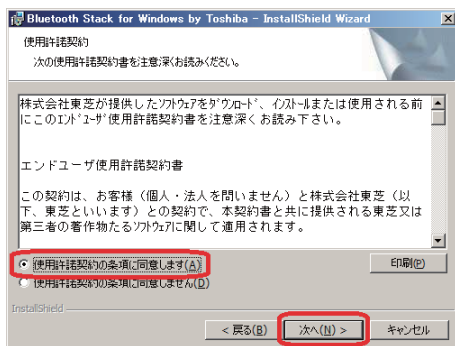 Bluetooth Stack for Windows by Toshiba - InstallShield Wizard
使用許諾契約
次の使用許諾契約書を注意深くお読みください。
株式会社東芝が提供したｿﾌﾄｳｪｱをﾀﾞｳﾝﾛｰﾄﾞ、ｲﾝｽﾄｰﾙまたは使用される前
にこのｴﾝﾄﾞﾕｰｻﾞ使用許諾契約書を注意深くお読み下さい。
エンドユーザ使用許諾契約書
この契約は、お客様（個人・法人を問いません）と株式会社東芝（以
下、東芝といいます）との契約で、本契約書と共に提供される東芝又は
第三者の著作物たるｿﾌﾄｳｪｱに関して適用されます。
使用許諾契約の条項に同意します(A)
印刷(P)
使用許諾契約の条項に同意しません(D)
InstallShield
< 戻る(B)
次へ(N) >
キャンセル